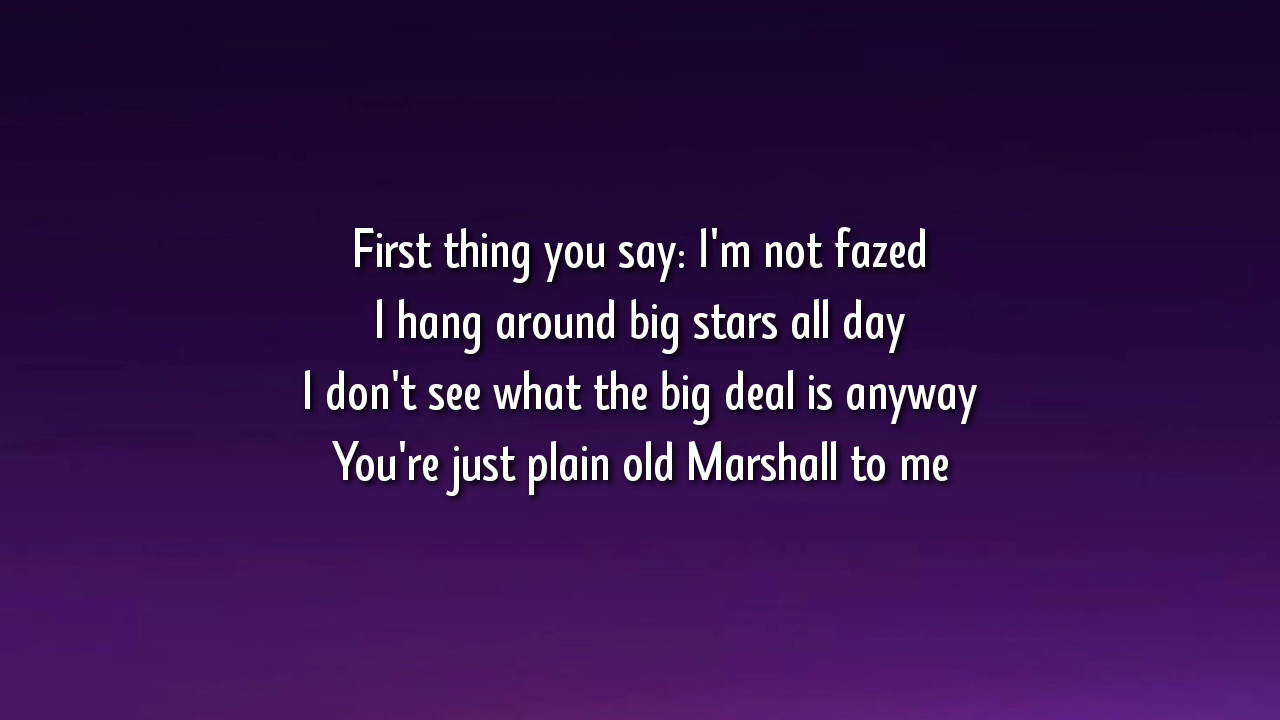 First thing you say: I'm not fazed
I hang around big stars all day
I don't see what the big deal is anyway
You're just plain old Marshall to me